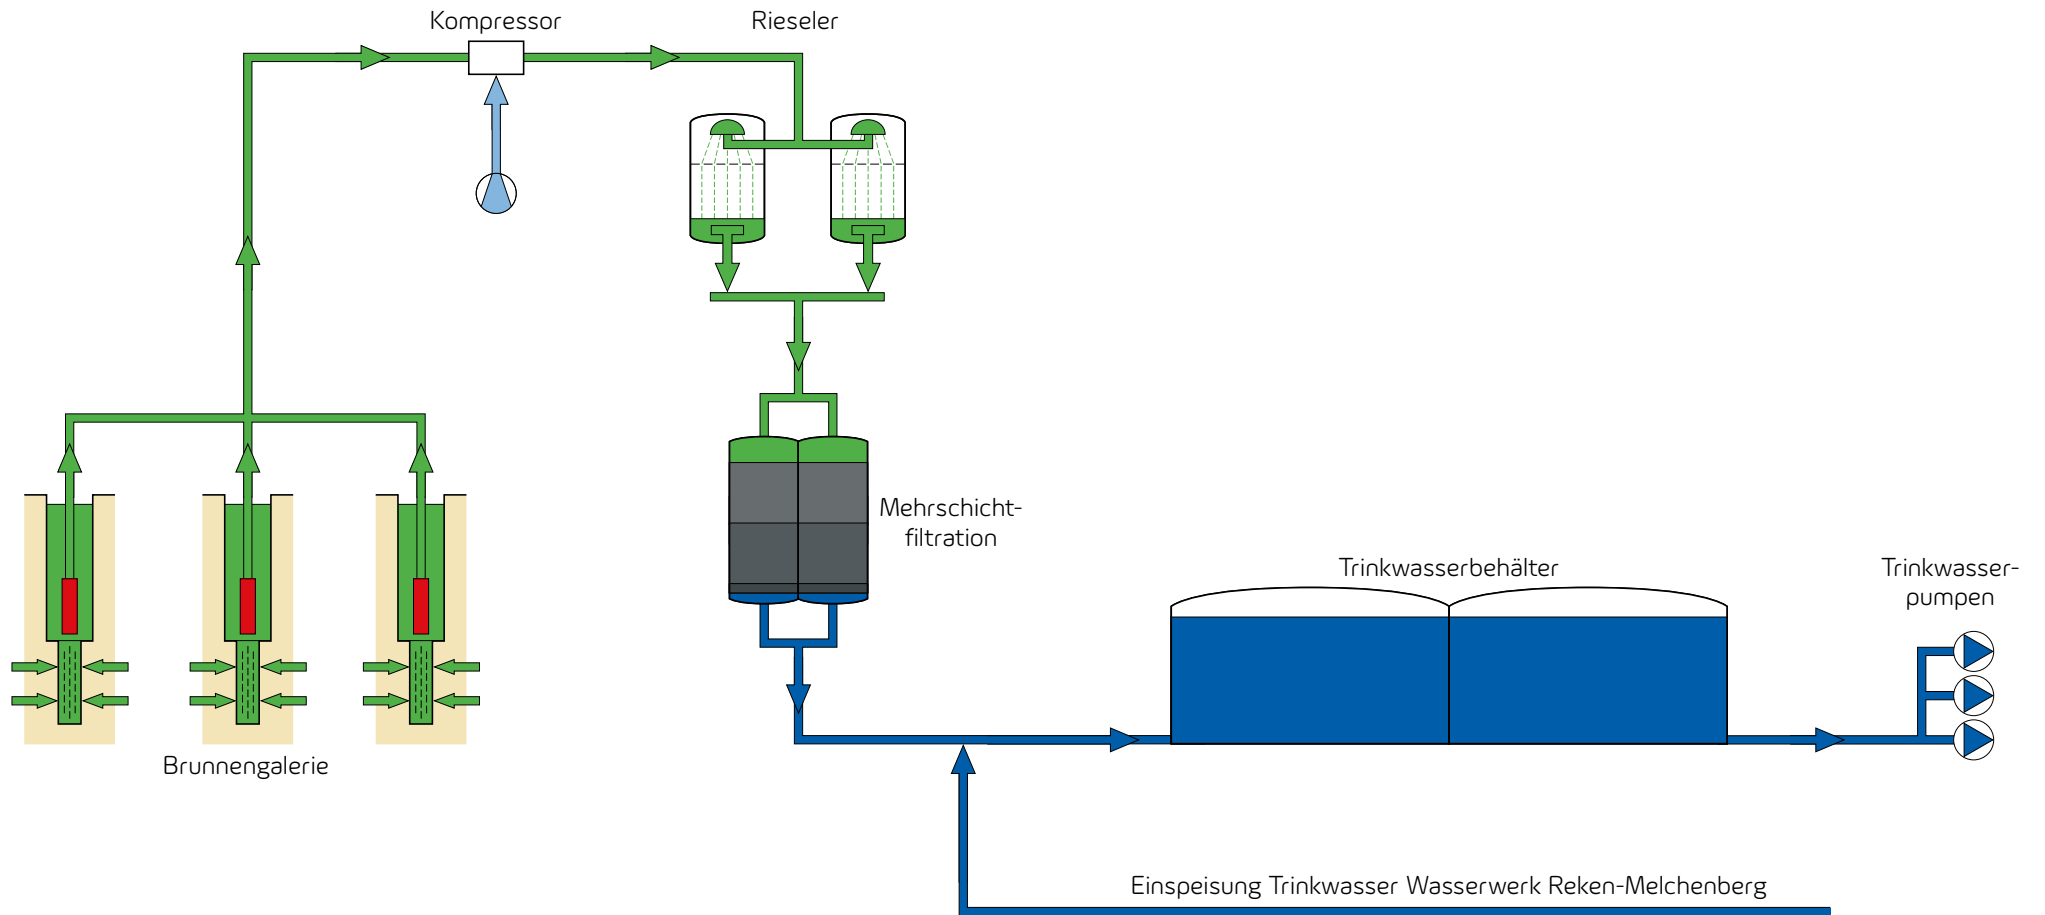 Kompressor
Rieseler
Mehrschicht-
filtration
Trinkwasserbehälter
Trinkwasser-
pumpen
Brunnengalerie
Einspeisung Trinkwasser Wasserwerk Reken-Melchenberg